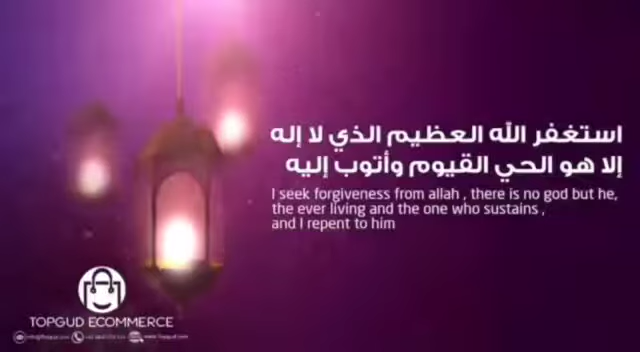 استغفر الله العظيم الذي لا إله
إلا هو الحي القيوم وأتوب إليه
I seek forgiveness from allah , there is no god but he,
the ever living and the one who sustains ,
and I repent to him
TOPGUD ECOMMERCE